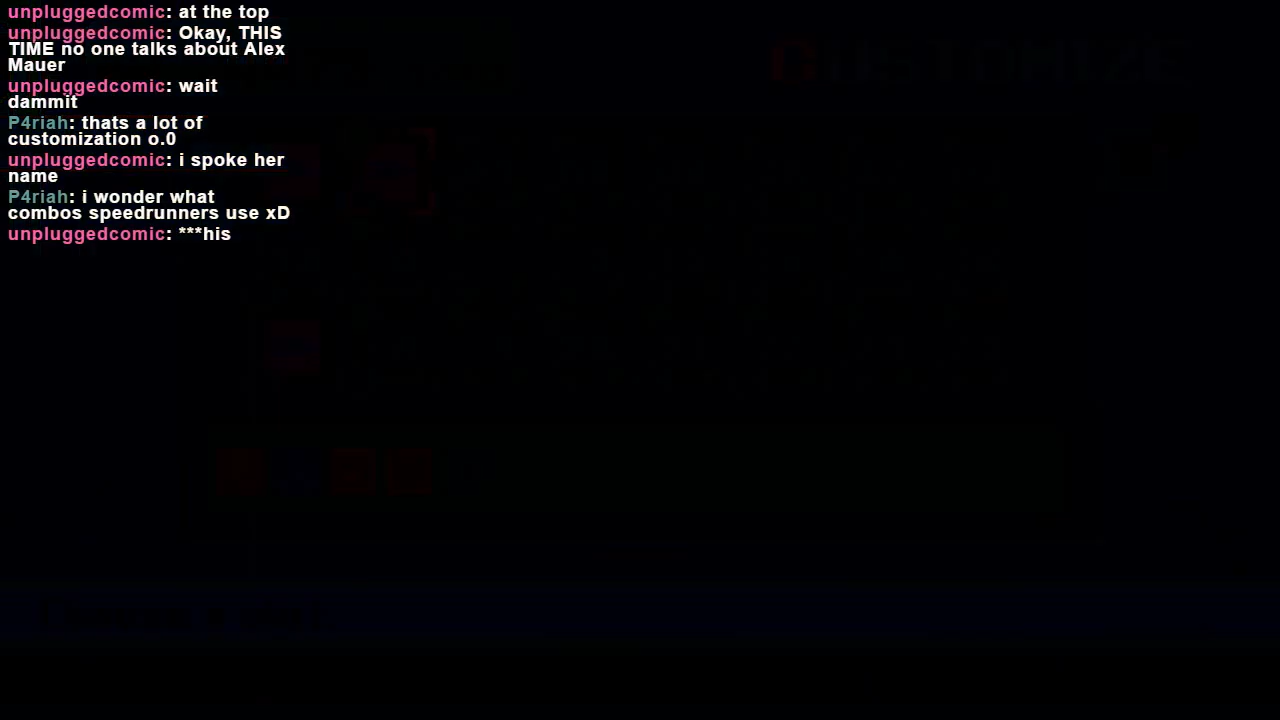 unpluggedcomic: at the top
unpluggedcomic: Okay, THIS
TIME no one talks about Alex
Mauer
unpluggedcomic: wait
dammit
P4riah: thats a lot of
customization o.0
unpluggedcomic: i spoke her
name
P4riah: i wonder what
combos speedrunners use xD
unpluggedcomic: ***his
CUSTOMIZE